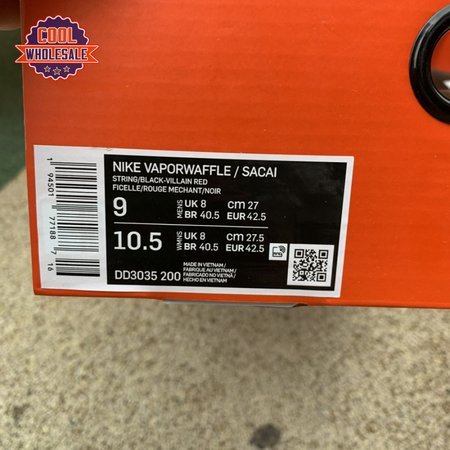 COOL
WHOLESALE
NIKE VAPORWAFFLE / SACAI
STRING/BLACK-VILLAIN RED
FICELLE/ROUGE MECHANT/NOIR
9 MENS UK 8 cm 27
BR 40.5 EUR 42.5
10.5 WMNS UK 8 cm 27.5
BR 40.5 EUR 42.5
DD3035 200
MADE IN VIETNAM /
FABRIQUÉ AU VIETNAM /
FABRICADO NO VIETNÃ /
HECHO EN VIETNAM
1 94501 77188 7
16